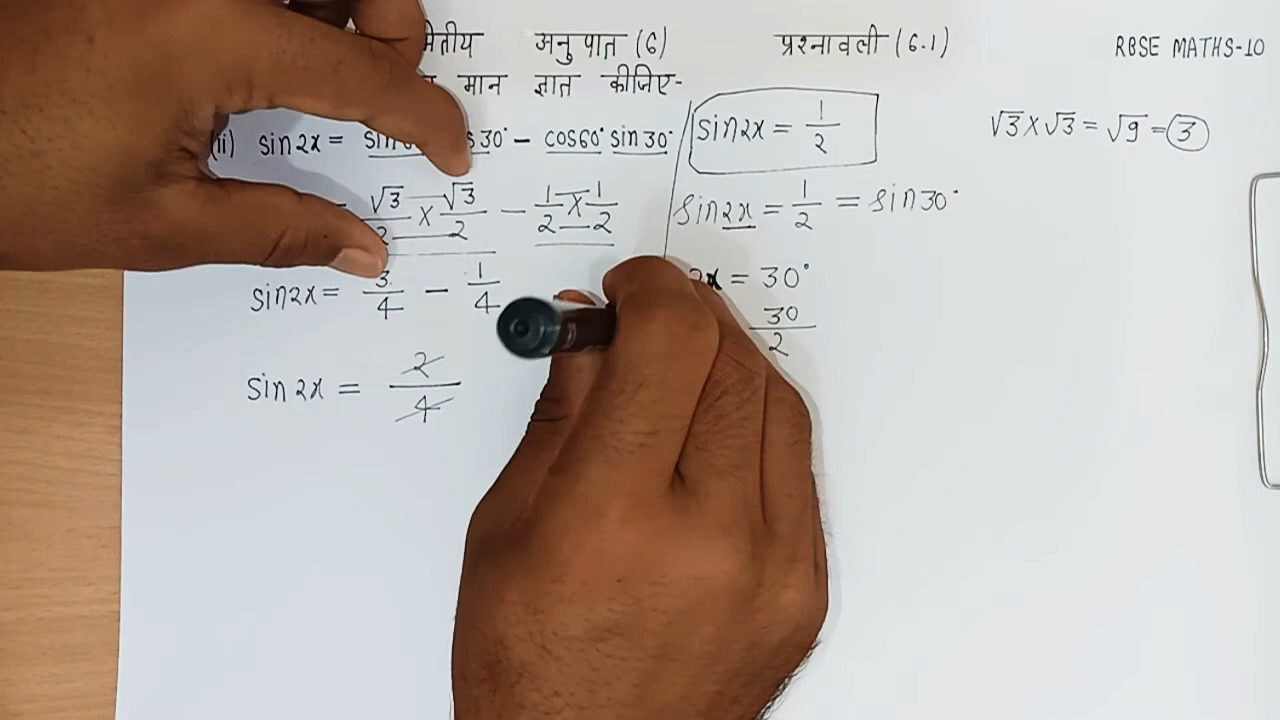 अनुपात (6) प्रश्नावली (6.1) RBSE MATHS-10
मान ज्ञात कीजिए-
(ii) sin2x = 30° - cos60° sin30°
√3/2 × √3/2 - 1/2 × 1/2
sin2x = 3/4 - 1/4
sin2x = 2/4
sin2x = 1/2
sin2x = 1/2 = sin30°
2x = 30°
30/2
√3 × √3 = √9 = 3